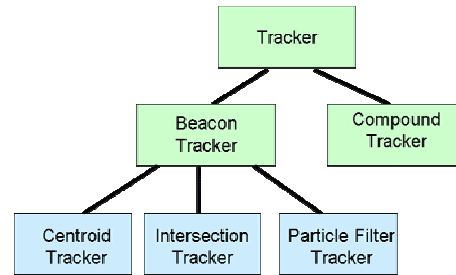 Tracker
Beacon
Tracker
Compound
Tracker
Centroid
Tracker
Intersection
Tracker
Particle Filter
Tracker